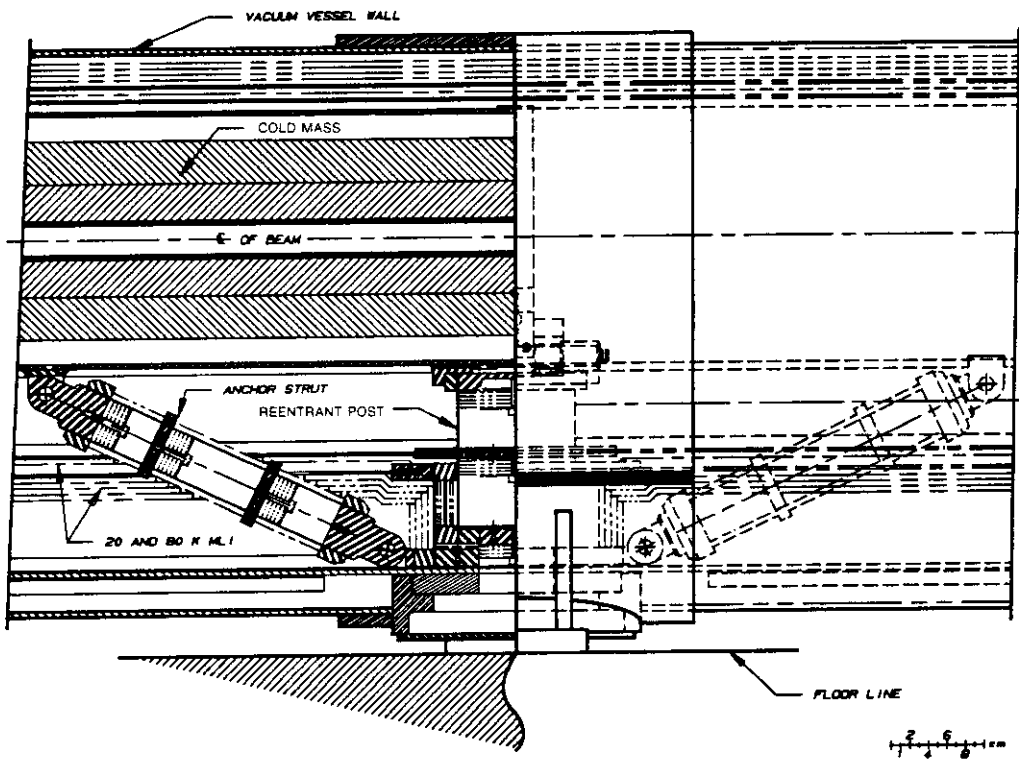 VACUUM VESSEL WALL
COLD MASS
℄ OF BEAM
ANCHOR STRUT
REENTRANT POST
20 AND 80 K MLI
FLOOR LINE
2 6
1 4 8 cm